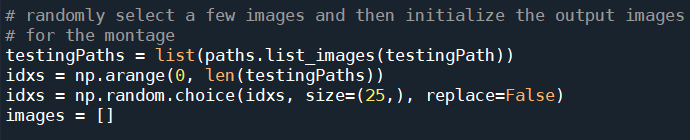 # randomly select a few images and then initialize the output images
# for the montage
testingPaths = list(paths.list_images(testingPath))
idxs = np.arange(0, len(testingPaths))
idxs = np.random.choice(idxs, size=(25,), replace=False)
images = []